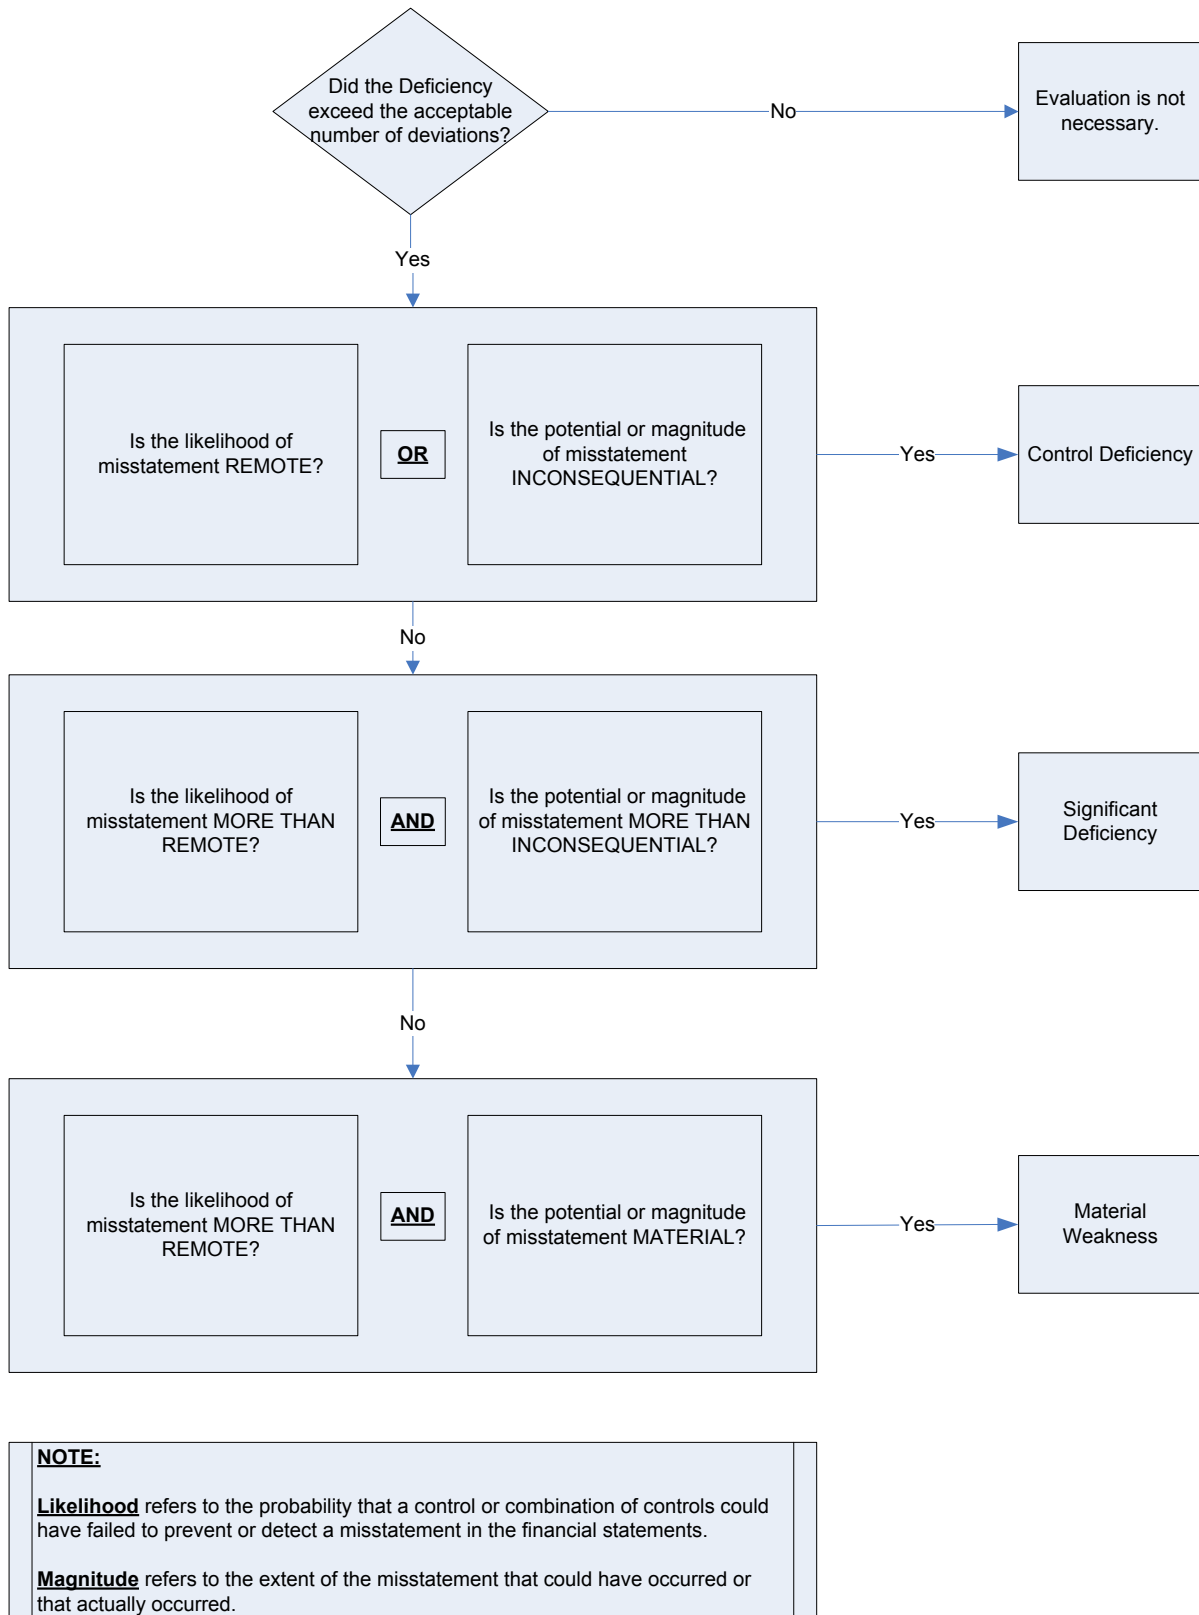 Did the Deficiency
exceed the acceptable
number of deviations?
No
Evaluation is not
necessary.
Yes
Is the likelihood of
misstatement REMOTE?
OR
Is the potential or magnitude
of misstatement
INCONSEQUENTIAL?
Yes
Control Deficiency
No
Is the likelihood of
misstatement MORE THAN
REMOTE?
AND
Is the potential or magnitude
of misstatement MORE THAN
INCONSEQUENTIAL?
Yes
Significant
Deficiency
No
Is the likelihood of
misstatement MORE THAN
REMOTE?
AND
Is the potential or magnitude
of misstatement MATERIAL?
Yes
Material
Weakness
NOTE:
Likelihood refers to the probability that a control or combination of controls could
have failed to prevent or detect a misstatement in the financial statements.
Magnitude refers to the extent of the misstatement that could have occurred or
that actually occurred.